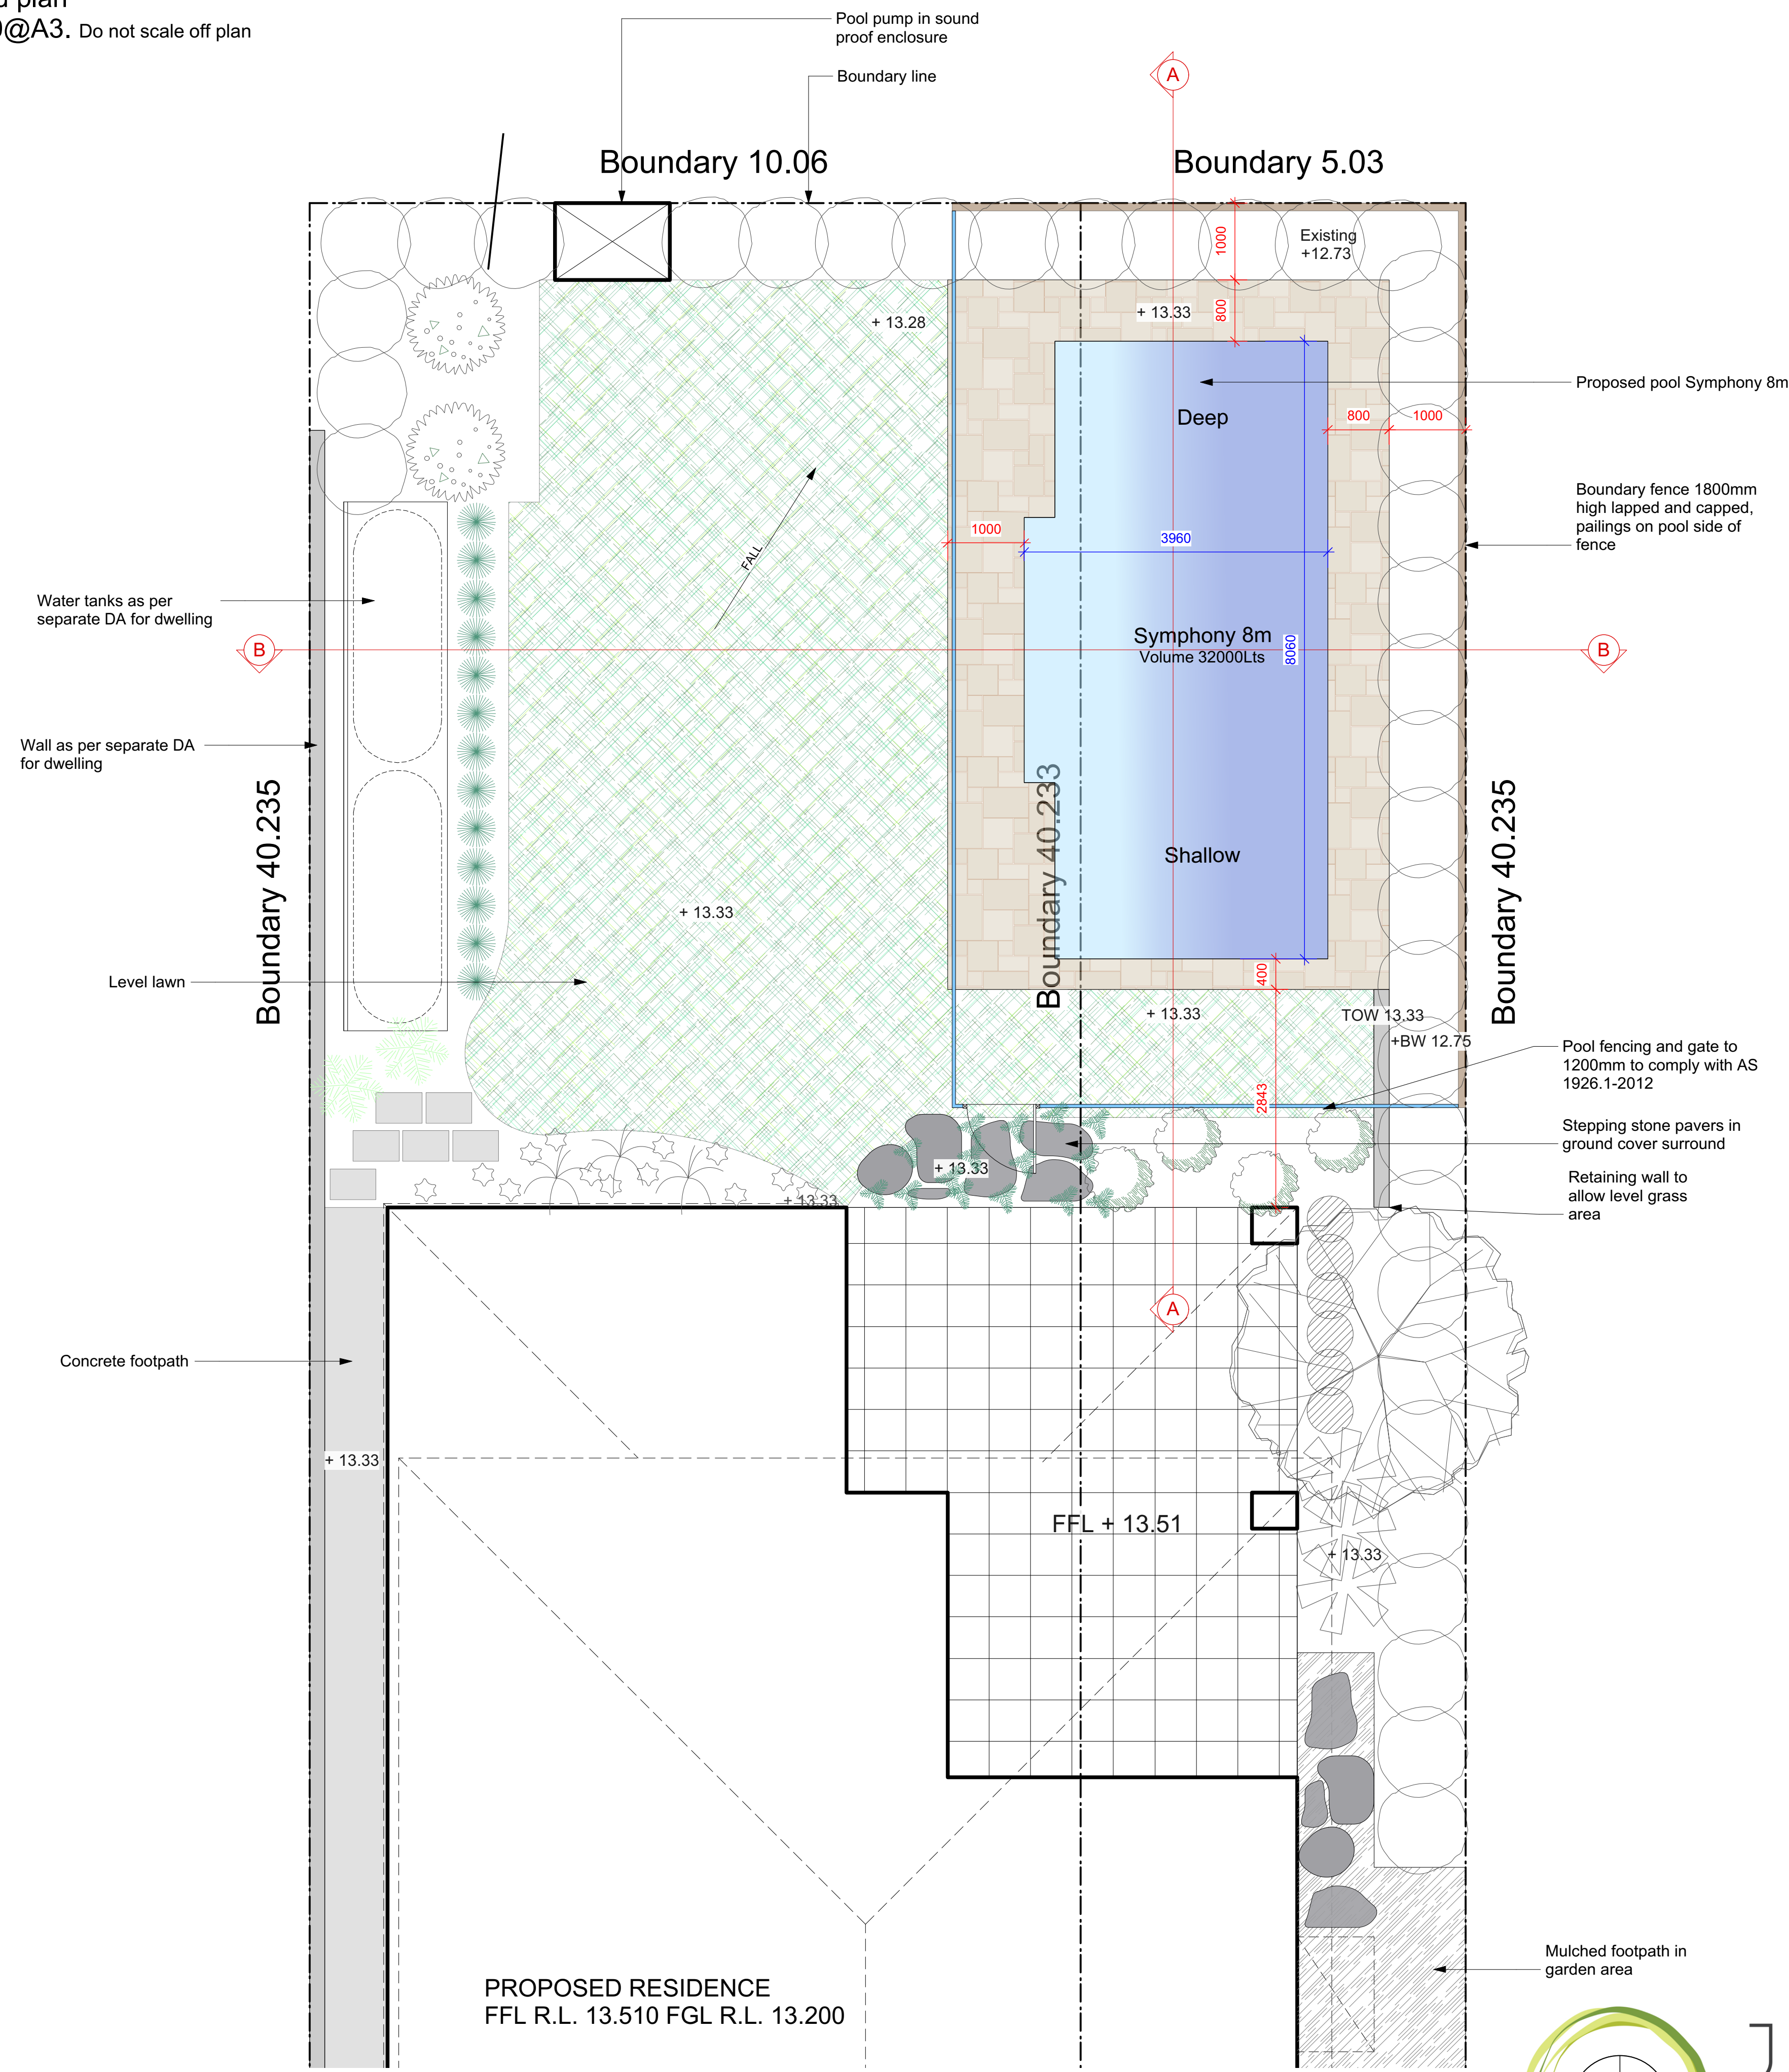 plan
@A3. Do not scale off plan
Pool pump in sound
proof enclosure
Boundary line
A
Boundary 10.06
Boundary 5.03
1000
Existing
+12.73
+ 13.28
+ 13.33
800
Proposed pool Symphony 8m
Deep
800
1000
Boundary fence 1800mm
high lapped and capped,
pailings on pool side of
fence
1000
3960
FALL
Water tanks as per
separate DA for dwelling
B
Symphony 8m
Volume 32000Lts
8060
B
Wall as per separate DA
for dwelling
Boundary 40.235
Boundary 40.233
Boundary 40.235
Shallow
+ 13.33
Level lawn
400
+ 13.33
TOW 13.33
+BW 12.75
Pool fencing and gate to
1200mm to comply with AS
1926.1-2012
2843
Stepping stone pavers in
ground cover surround
+ 13.33
Retaining wall to
allow level grass
area
+ 13.33
A
Concrete footpath
+ 13.33
FFL + 13.51
+ 13.33
Mulched footpath in
garden area
PROPOSED RESIDENCE
FFL R.L. 13.510 FGL R.L. 13.200